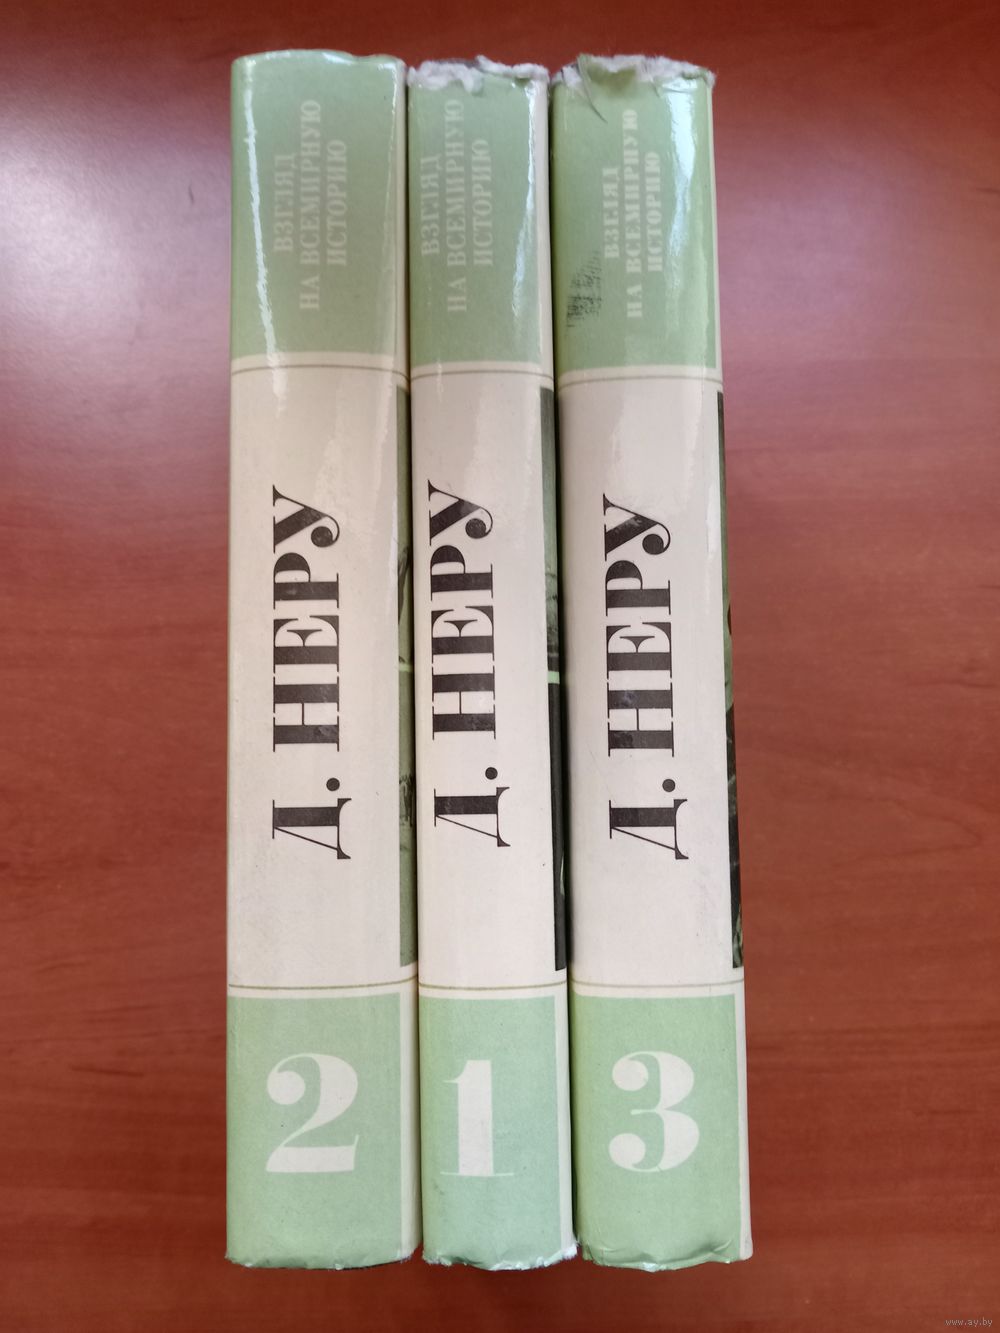 ВЗГЛЯД
НА ВСЕМИРНУЮ
ИСТОРИЮ
Д. НЕРУ
2
ВЗГЛЯД
НА ВСЕМИРНУЮ
ИСТОРИЮ
Д. НЕРУ
1
ВЗГЛЯД
НА ВСЕМИРНУЮ
ИСТОРИЮ
Д. НЕРУ
3
www.ay.by